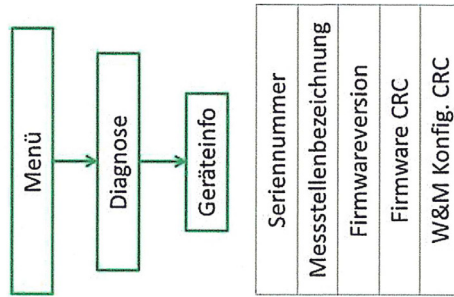 Menü
Diagnose
Geräteinfo
Seriennummer
Messstellenbezeichnung
Firmwareversion
Firmware CRC
W&M Konfig. CRC